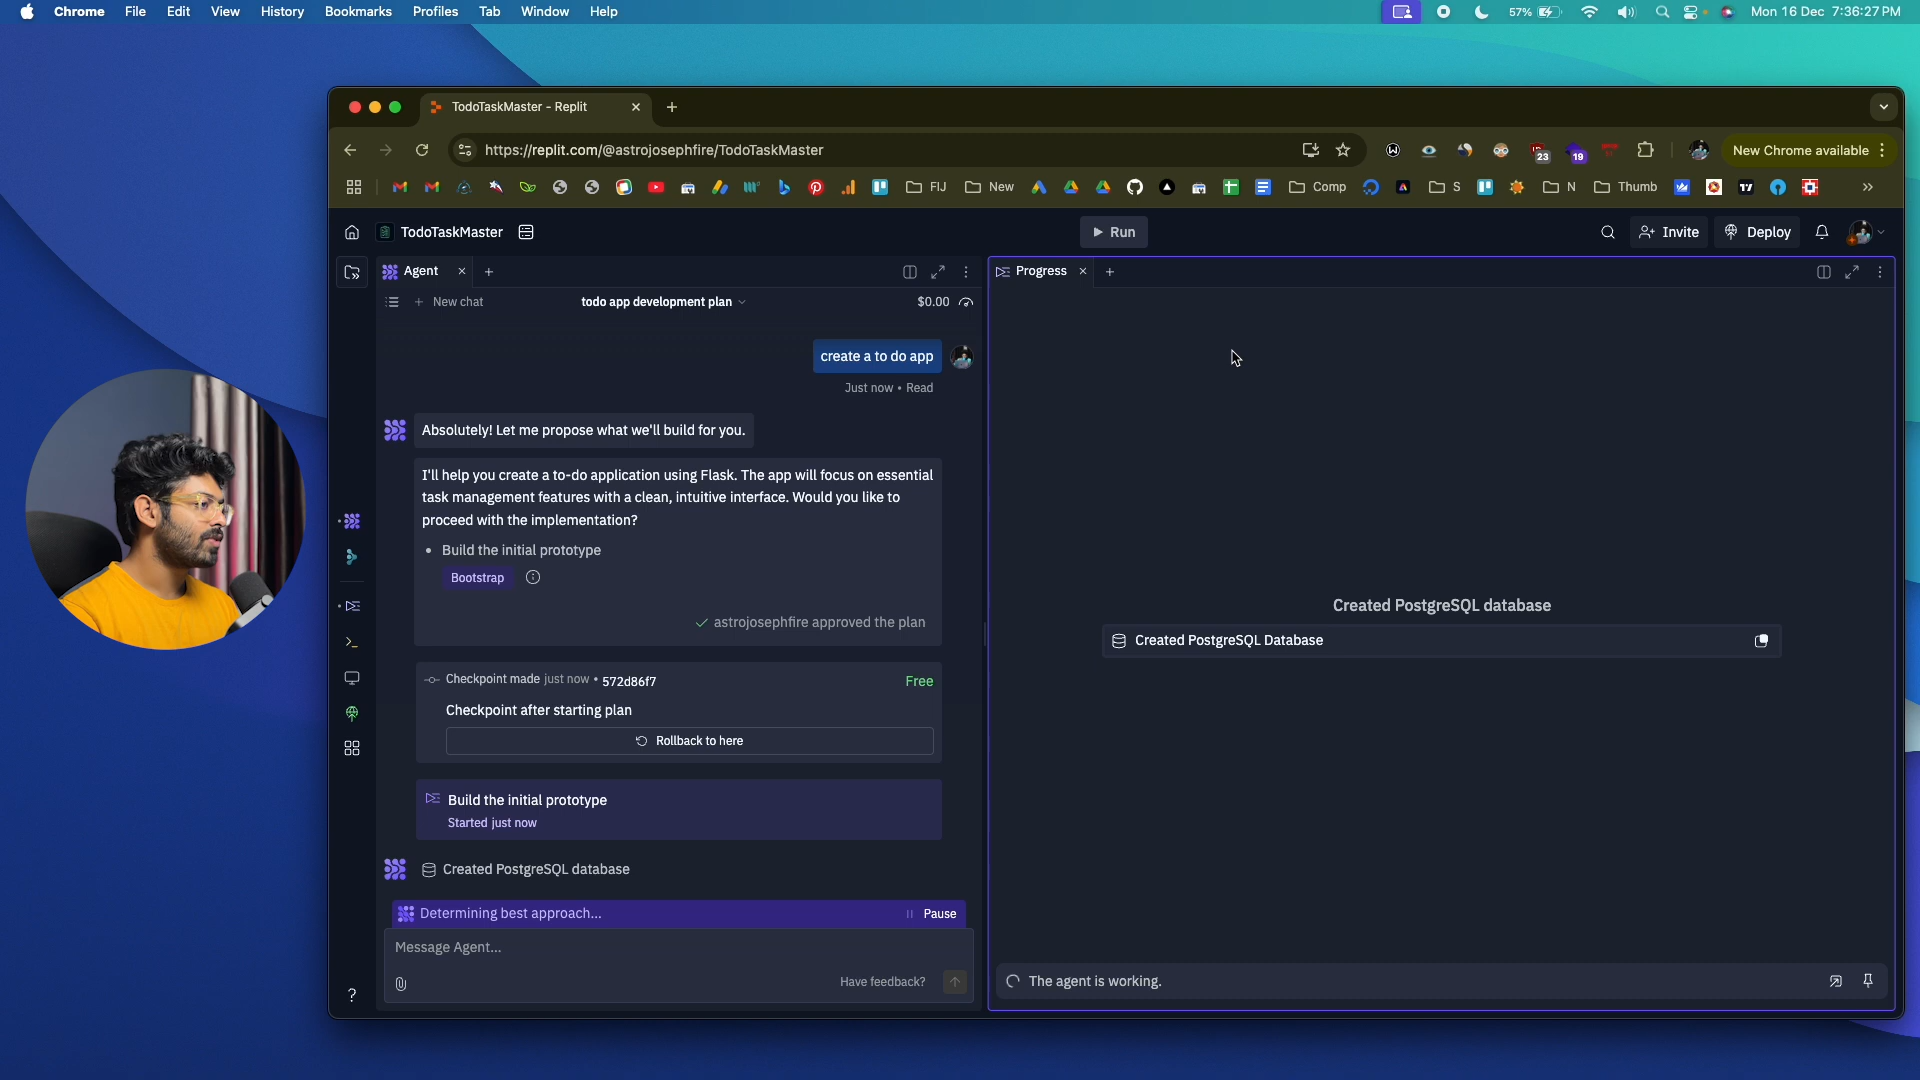 Chrome File Edit View History Bookmarks Profiles Tab Window Help
57% Mon 16 Dec 7:36:27 PM
TodoTaskMaster - Replit
https://replit.com/@astrojosephfire/TodoTaskMaster
23
19
New Chrome available
FIJ
New
Comp
S
N
Thumb
TodoTaskMaster
Run
Invite
Deploy
Agent
New chat
todo app development plan
$0.00
create a to do app
Just now • Read
Absolutely! Let me propose what we'll build for you.
I'll help you create a to-do application using Flask. The app will focus on essential
task management features with a clean, intuitive interface. Would you like to
proceed with the implementation?
• Build the initial prototype
Bootstrap
astrojosephfire approved the plan
Checkpoint made just now • 572d86f7
Free
Checkpoint after starting plan
Rollback to here
Build the initial prototype
Started just now
Created PostgreSQL database
Determining best approach...
Pause
Message Agent...
Have feedback?
?
Progress
Created PostgreSQL database
Created PostgreSQL Database
The agent is working.